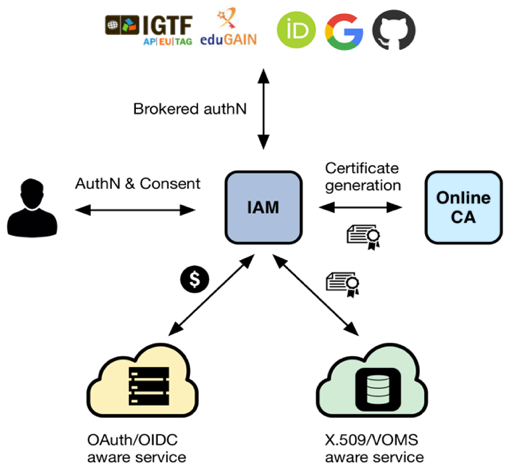 IGTF
AP|EU|TAG
eduGAIN
iD
G
Brokered authN
AuthN & Consent
IAM
Certificate
generation
Online
CA
$
OAuth/OIDC
aware service
X.509/VOMS
aware service